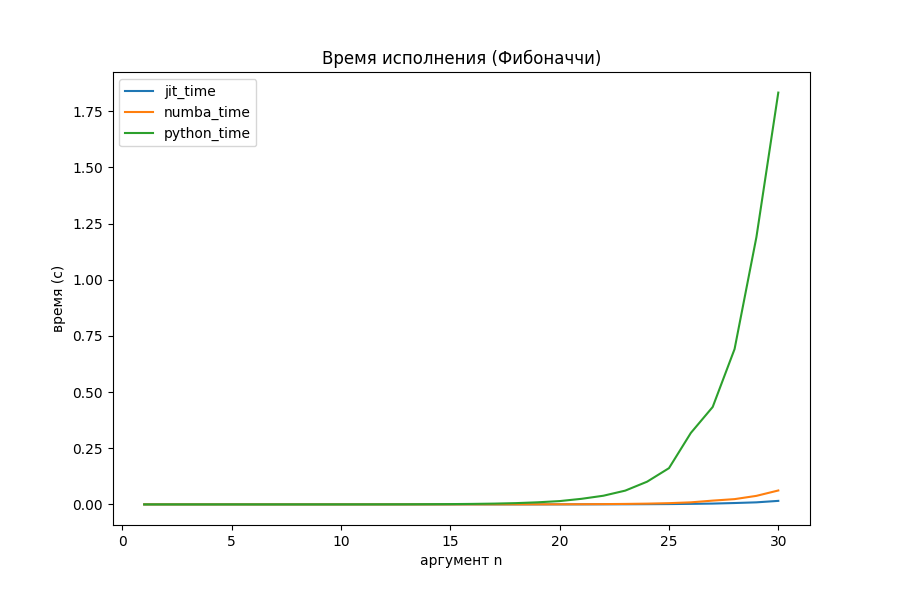 Время исполнения (Фибоначчи)
jit_time
numba_time
python_time
1.75
1.50
1.25
1.00
0.75
0.50
0.25
0.00
время (с)
0 5 10 15 20 25 30
аргумент n